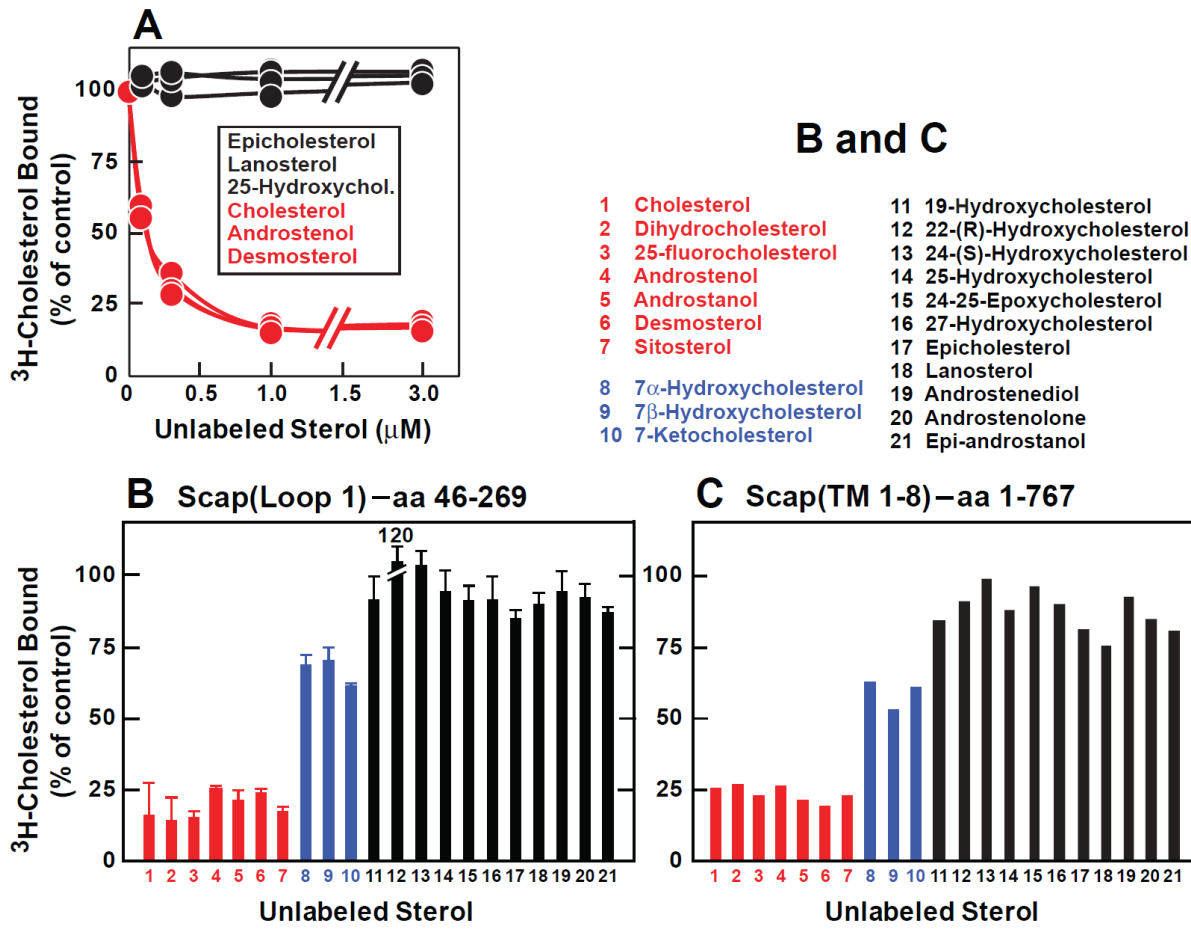 A
³H-Cholesterol Bound
(% of control)
100
75
50
25
0
Epicholesterol
Lanosterol
25-Hydroxychol.
Cholesterol
Androstenol
Desmosterol
0 0.5 1.0 1.5 3.0
Unlabeled Sterol (μM)
B and C
1 Cholesterol
2 Dihydrocholesterol
3 25-fluorocholesterol
4 Androstenol
5 Androstanol
6 Desmosterol
7 Sitosterol
8 7α-Hydroxycholesterol
9 7β-Hydroxycholesterol
10 7-Ketocholesterol
11 19-Hydroxycholesterol
12 22-(R)-Hydroxycholesterol
13 24-(S)-Hydroxycholesterol
14 25-Hydroxycholesterol
15 24-25-Epoxycholesterol
16 27-Hydroxycholesterol
17 Epicholesterol
18 Lanosterol
19 Androstenediol
20 Androstenolone
21 Epi-androstanol
B Scap(Loop 1)–aa 46-269
³H-Cholesterol Bound
(% of control)
100
75
50
25
0
120
1 2 3 4 5 6 7 8 9 10 11 12 13 14 15 16 17 18 19 20 21
Unlabeled Sterol
C Scap(TM 1-8)–aa 1-767
100
75
50
25
0
1 2 3 4 5 6 7 8 9 10 11 12 13 14 15 16 17 18 19 20 21
Unlabeled Sterol